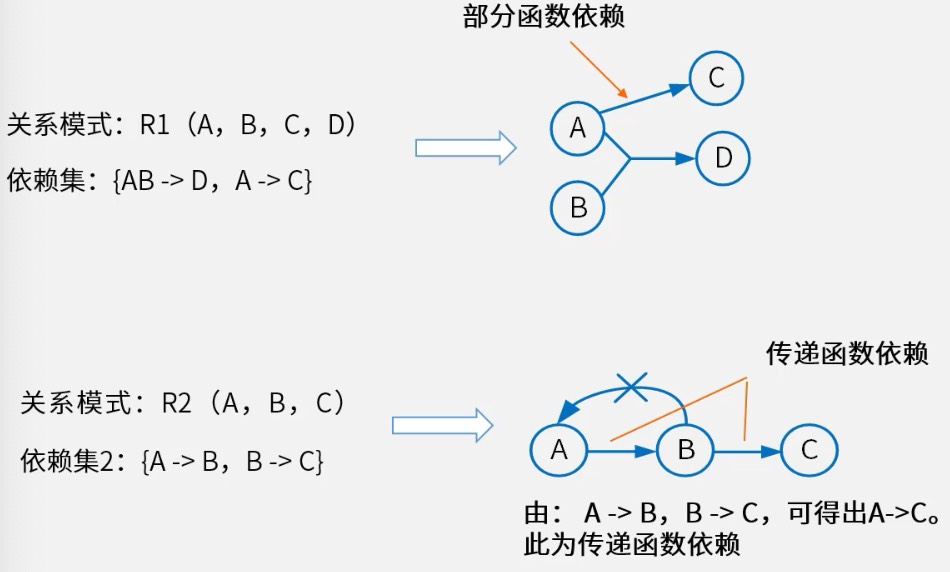 部分函数依赖
关系模式：R1（A，B，C，D）
依赖集：{AB -> D，A -> C}
A
B
C
D
传递函数依赖
关系模式：R2（A，B，C）
依赖集2：{A -> B，B -> C}
A
B
C
由： A -> B，B -> C，可得出A->C。
此为传递函数依赖